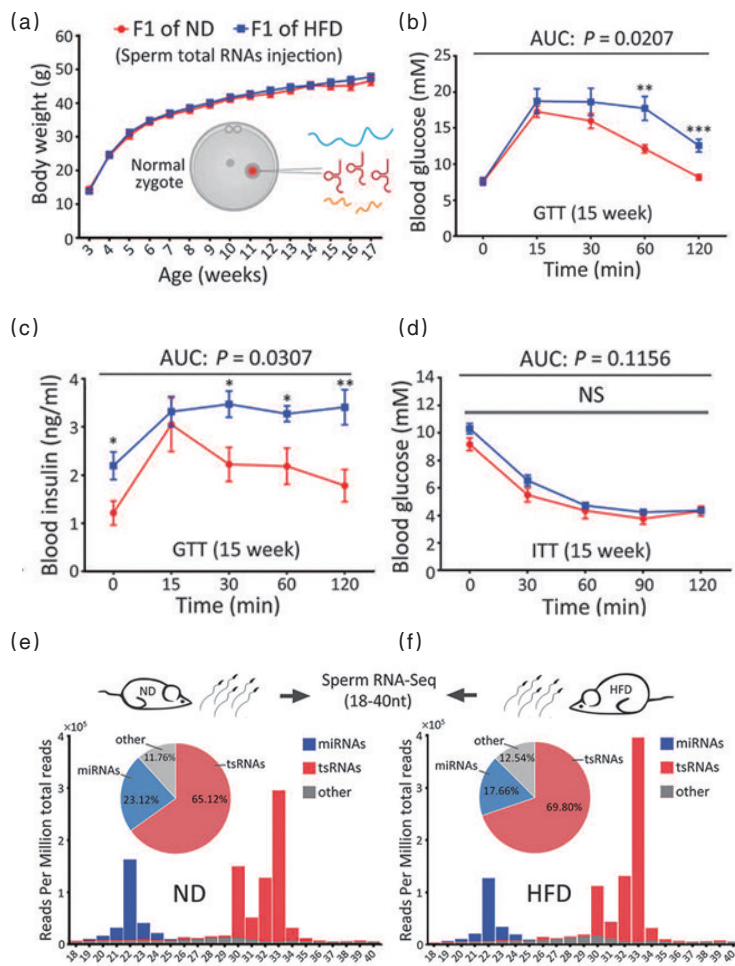 (a)
F1 of ND F1 of HFD
(Sperm total RNAs injection)
Body weight (g)
60
50
40
30
20
10
0
Normal
zygote
3 4 5 6 7 8 9 10 11 12 13 14 15 16 17
Age (weeks)
(b)
AUC: P = 0.0207
Blood glucose (mM)
25
20
15
10
5
0
**
***
GTT (15 week)
0 15 30 60 120
Time (min)
(c)
AUC: P = 0.0307
Blood insulin (ng/ml)
4
3
2
1
0
*
*
*
**
GTT (15 week)
0 15 30 60 120
Time (min)
(d)
AUC: P = 0.1156
NS
Blood glucose (mM)
14
12
10
8
6
4
2
0
ITT (15 week)
0 30 60 90 120
Time (min)
(e)
(f)
ND
Sperm RNA-Seq
(18-40nt)
HFD
Reads Per Million total reads
×10⁵
4
3
2
1
0
other
11.76%
miRNAs
23.12%
tsRNAs
65.12%
miRNAs
tsRNAs
other
ND
18 19 20 21 22 23 24 25 26 27 28 29 30 31 32 33 34 35 36 37 38 39 40
Reads Per Million total reads
×10⁵
4
3
2
1
0
other
12.54%
miRNAs
17.66%
tsRNAs
69.80%
miRNAs
tsRNAs
other
HFD
18 19 20 21 22 23 24 25 26 27 28 29 30 31 32 33 34 35 36 37 38 39 40